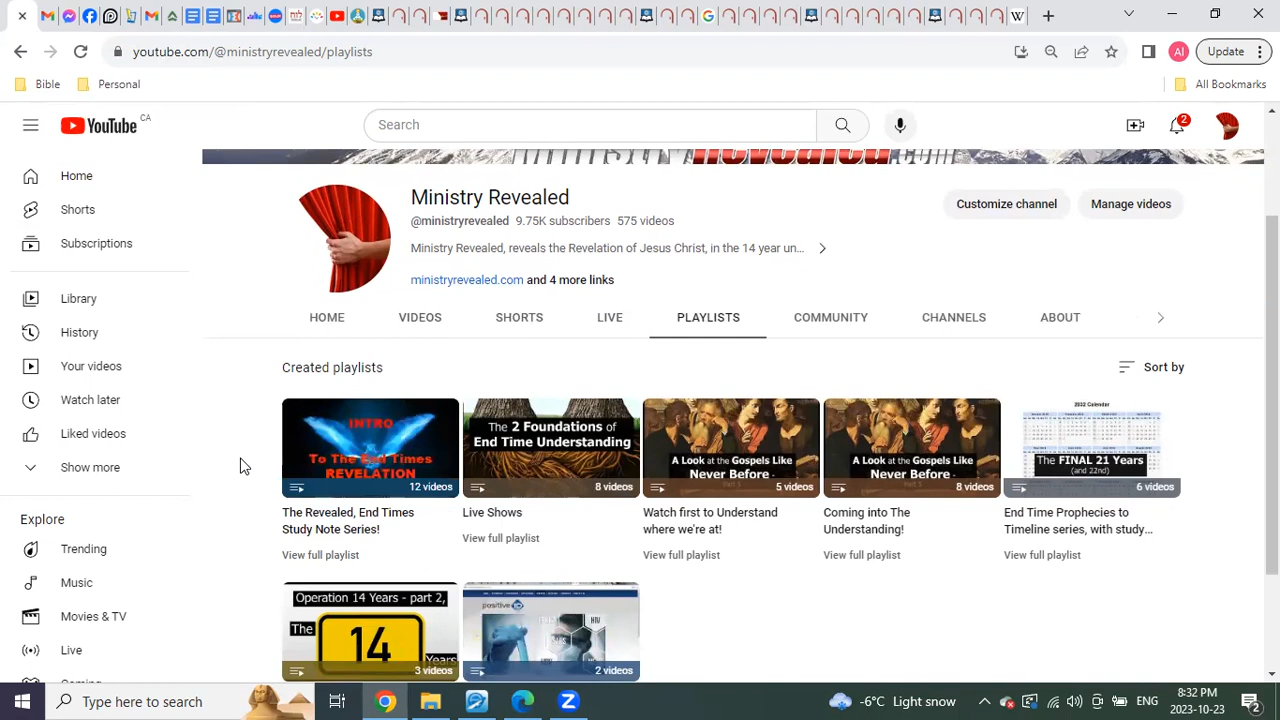 youtube.com/@ministryrevealed/playlists
Update
Bible
Personal
All Bookmarks
YouTube CA
Search
2
Home
Shorts
Subscriptions
Library
History
Your videos
Watch later
Liked videos
Show more
Explore
Trending
Music
Movies & TV
Live
Ministry Revealed
@ministryrevealed 9.75K subscribers 575 videos
Ministry Revealed, reveals the Revelation of Jesus Christ, in the 14 year un...
ministryrevealed.com and 4 more links
Customize channel
Manage videos
HOME VIDEOS SHORTS LIVE PLAYLISTS COMMUNITY CHANNELS ABOUT
Created playlists
Sort by
INTRO
To The End Times
REVELATION
12 videos
The Revealed, End Times
Study Note Series!
View full playlist
The 2 Foundations of
End Time Understanding
8 videos
Live Shows
View full playlist
A Look at the Gospels Like
Never Before
5 videos
Watch first to Understand
where we're at!
View full playlist
A Look at the Gospels Like
Never Before
8 videos
Coming into The
Understanding!
View full playlist
2032 Calendar
The FINAL 21 Years
(and 22nd)
6 videos
End Time Prophecies to
Timeline series, with study...
View full playlist
Operation 14 Years - part 2,
The
14
Years
3 videos
positiveID
2 videos
Type here to search
-6°C Light snow
ENG
8:32 PM
2023-10-23
2